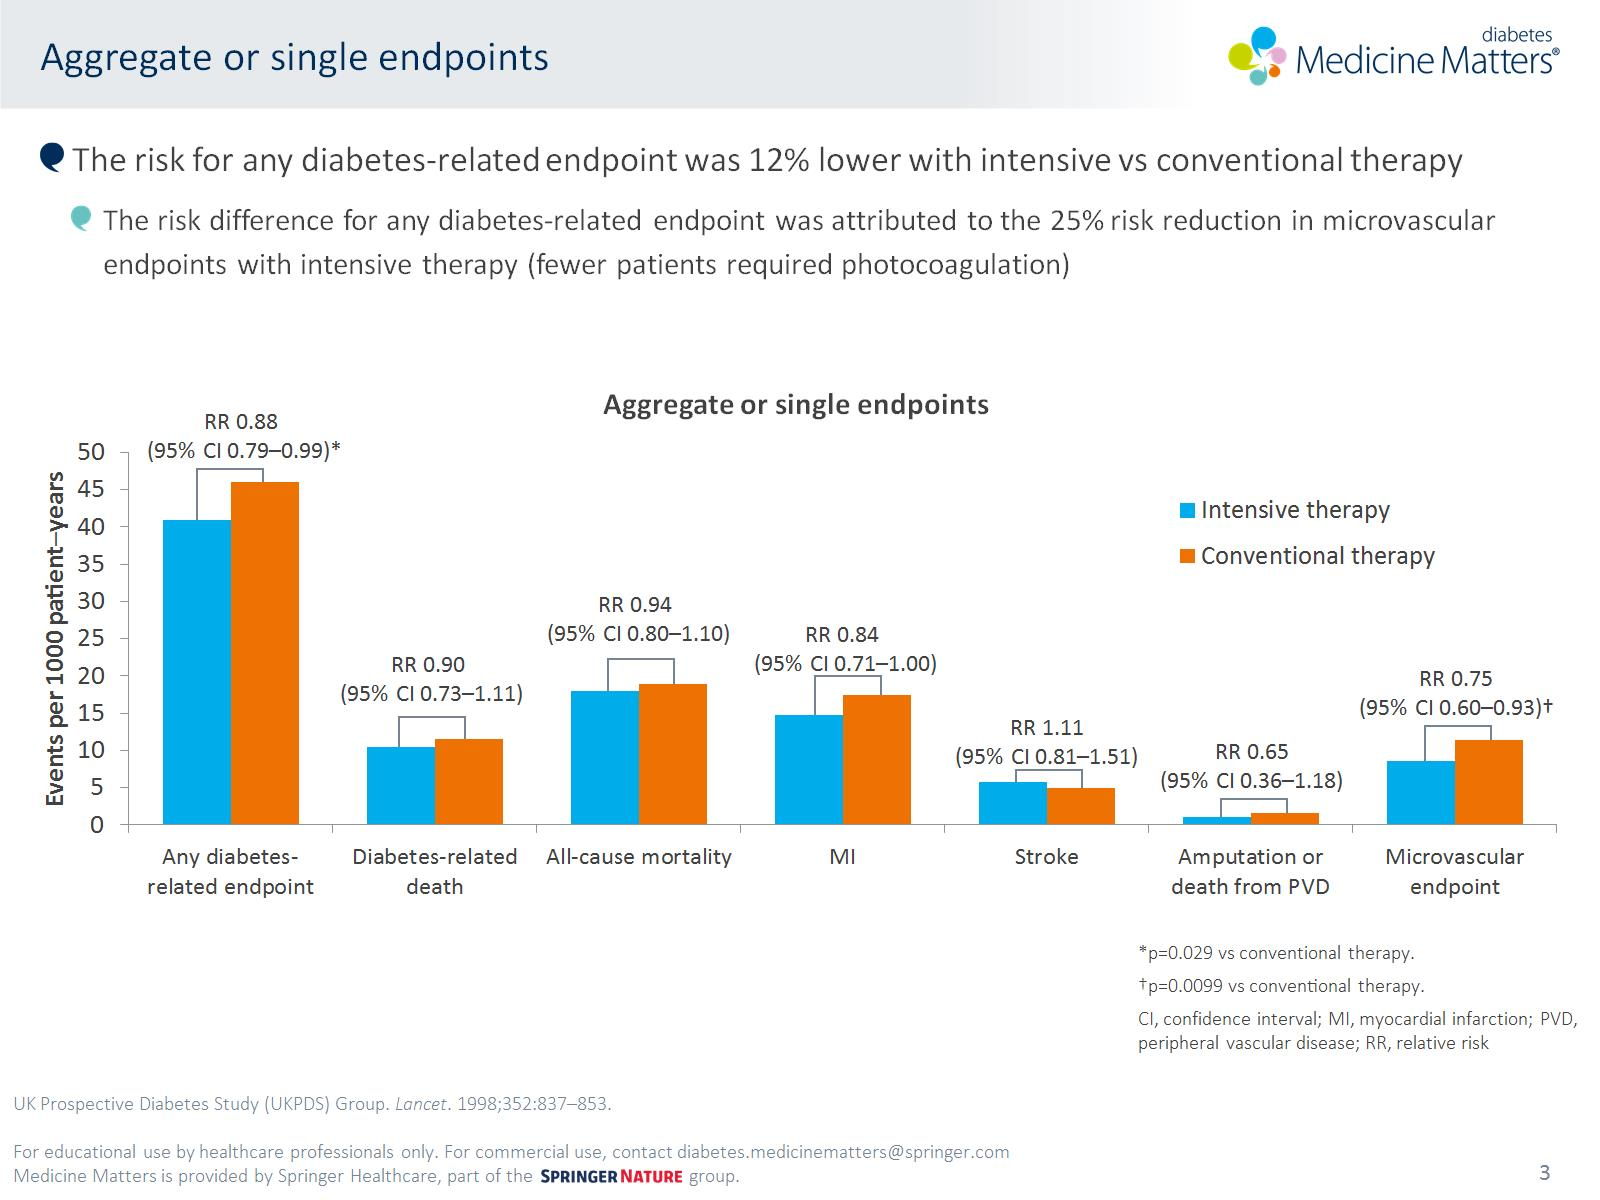 Aggregate or single endpoints
diabetes
Medicine Matters®
The risk for any diabetes-related endpoint was 12% lower with intensive vs conventional therapy
The risk difference for any diabetes-related endpoint was attributed to the 25% risk reduction in microvascular
endpoints with intensive therapy (fewer patients required photocoagulation)
Aggregate or single endpoints
Events per 1000 patient–years
50
45
40
35
30
25
20
15
10
5
0
RR 0.88
(95% CI 0.79–0.99)*
RR 0.90
(95% CI 0.73–1.11)
RR 0.94
(95% CI 0.80–1.10)
RR 0.84
(95% CI 0.71–1.00)
RR 1.11
(95% CI 0.81–1.51)
RR 0.65
(95% CI 0.36–1.18)
RR 0.75
(95% CI 0.60–0.93)†
Intensive therapy
Conventional therapy
Any diabetes-
related endpoint
Diabetes-related
death
All-cause mortality
MI
Stroke
Amputation or
death from PVD
Microvascular
endpoint
*p=0.029 vs conventional therapy.
†p=0.0099 vs conventional therapy.
CI, confidence interval; MI, myocardial infarction; PVD,
peripheral vascular disease; RR, relative risk
UK Prospective Diabetes Study (UKPDS) Group. Lancet. 1998;352:837–853.
For educational use by healthcare professionals only. For commercial use, contact diabetes.medicinematters@springer.com
Medicine Matters is provided by Springer Healthcare, part of the SPRINGER NATURE group.
3